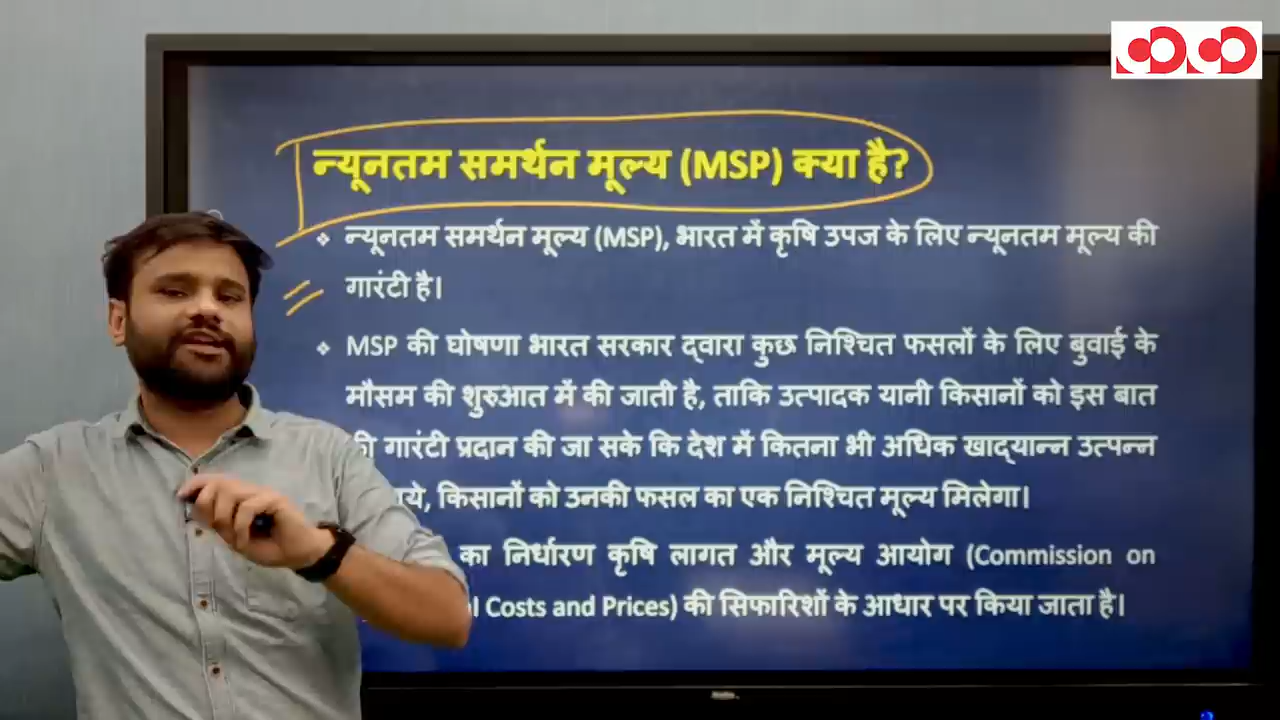 न्यूनतम समर्थन मूल्य (MSP) क्या है?
❖ न्यूनतम समर्थन मूल्य (MSP), भारत में कृषि उपज के लिए न्यूनतम मूल्य की
गारंटी है।
❖ MSP की घोषणा भारत सरकार द्वारा कुछ निश्चित फसलों के लिए बुवाई के
मौसम की शुरुआत में की जाती है, ताकि उत्पादक यानी किसानों को इस बात
गारंटी प्रदान की जा सके कि देश में कितना भी अधिक खाद्यान्न उत्पन्न
किसानों को उनकी फसल का एक निश्चित मूल्य मिलेगा।
का निर्धारण कृषि लागत और मूल्य आयोग (Commission on
Costs and Prices) की सिफारिशों के आधार पर किया जाता है।